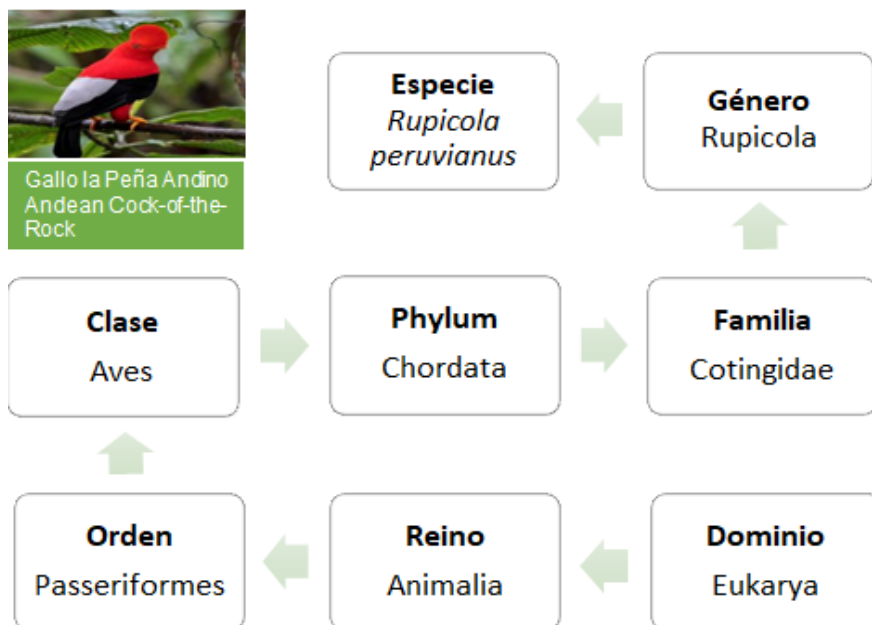 Especie
Rupicola
peruvianus
Género
Rupicola
Gallo la Peña Andino
Andean Cock-of-the-
Rock
Clase
Aves
Phylum
Chordata
Familia
Cotingidae
Orden
Passeriformes
Reino
Animalia
Dominio
Eukarya